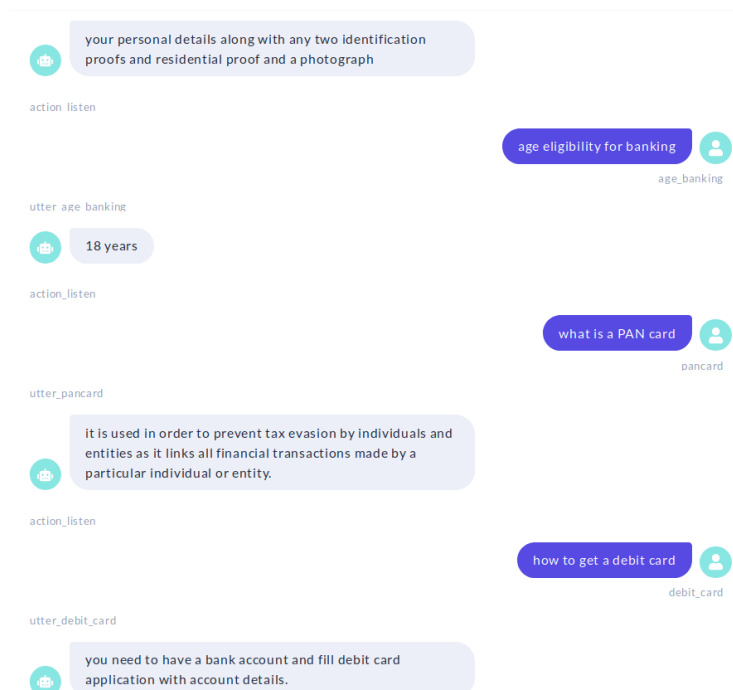 your personal details along with any two identification
proofs and residential proof and a photograph
action_listen
age eligibility for banking
age_banking
utter_age_banking
18 years
action_listen
what is a PAN card
pancard
utter_pancard
it is used in order to prevent tax evasion by individuals and
entities as it links all financial transactions made by a
particular individual or entity.
action_listen
how to get a debit card
debit_card
utter_debit_card
you need to have a bank account and fill debit card
application with account details.